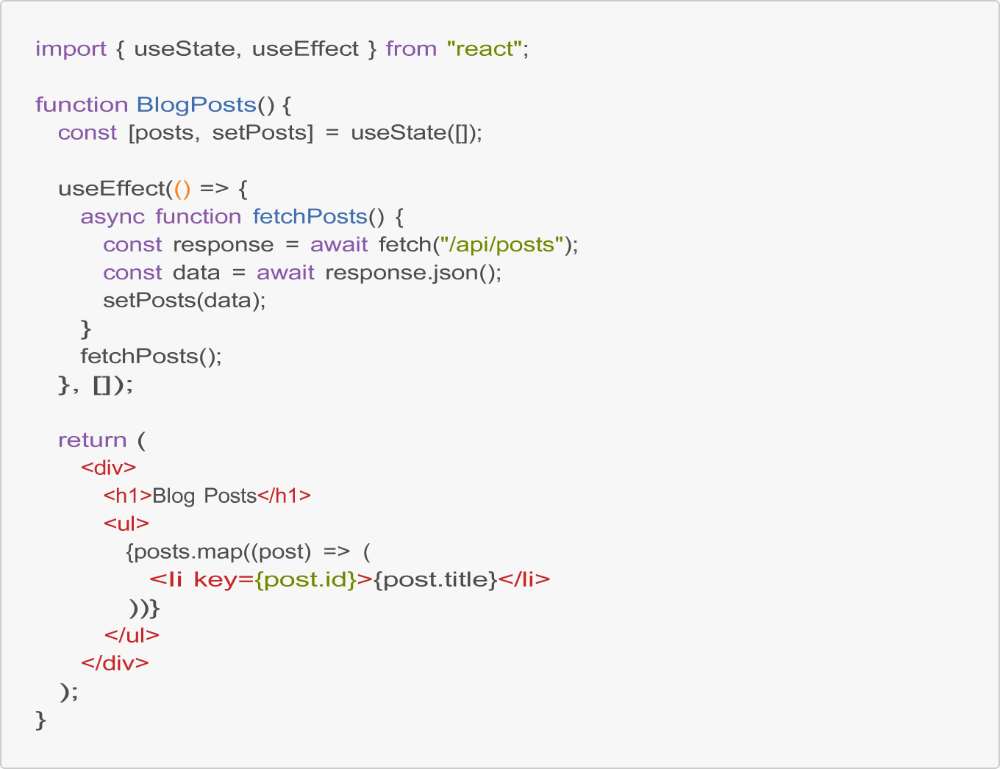 import { useState, useEffect } from "react";
function BlogPosts() {
const [posts, setPosts] = useState([]);
useEffect(() => {
async function fetchPosts() {
const response = await fetch("/api/posts");
const data = await response.json();
setPosts(data);
}
fetchPosts();
}, []);
return (
<div>
<h1>Blog Posts</h1>
<ul>
{posts.map((post) => (
<li key={post.id}>{post.title}</li>
))}
</ul>
</div>
);
}